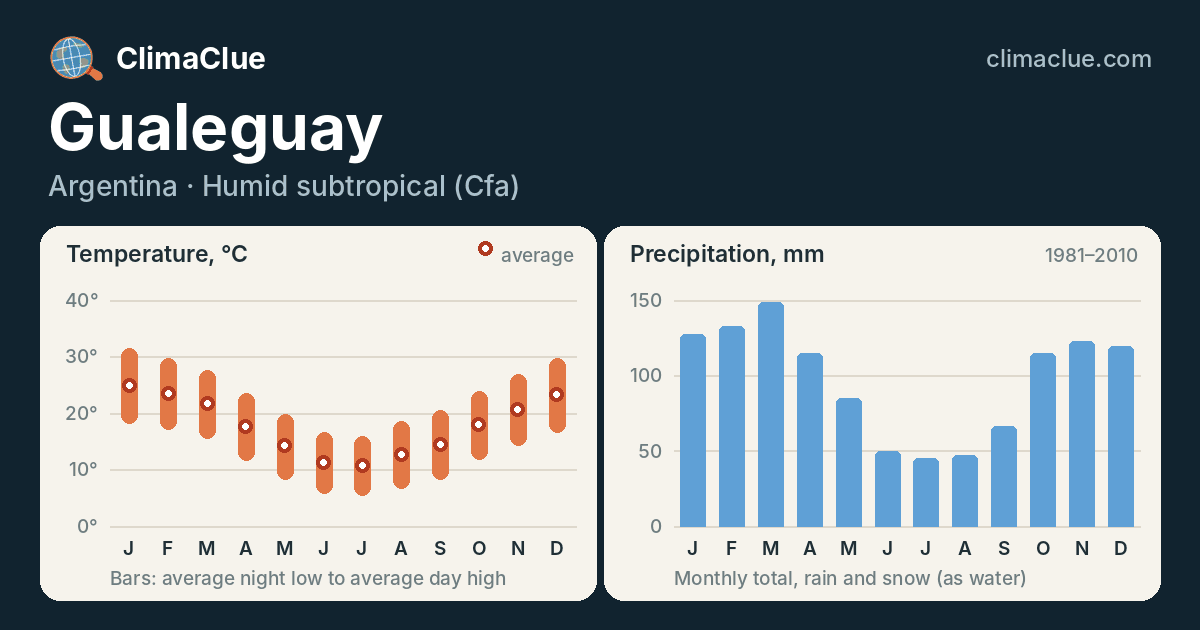 ClimaClue
climaclue.com
Gualeguay
Argentina · Humid subtropical (Cfa)
Temperature, °C
average
40°
30°
20°
10°
0°
J F M A M J J A S O N D
Bars: average night low to average day high
Precipitation, mm
1981–2010
150
100
50
0
J F M A M J J A S O N D
Monthly total, rain and snow (as water)